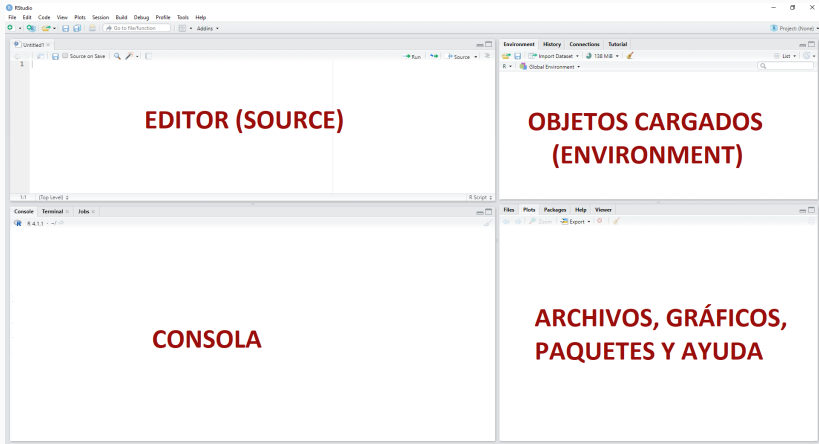 RStudio
File Edit Code View Plots Session Build Debug Profile Tools Help
Go to file/function Addins Project: (None)
Untitled1
Source on Save Run Source
1
EDITOR (SOURCE)
1:1 (Top Level) R Script
Environment History Connections Tutorial
Import Dataset 138 MiB List
R Global Environment
OBJETOS CARGADOS
(ENVIRONMENT)
Console Terminal Jobs
R 4.1.1 · ~/
CONSOLA
Files Plots Packages Help Viewer
Zoom Export
ARCHIVOS, GRÁFICOS,
PAQUETES Y AYUDA